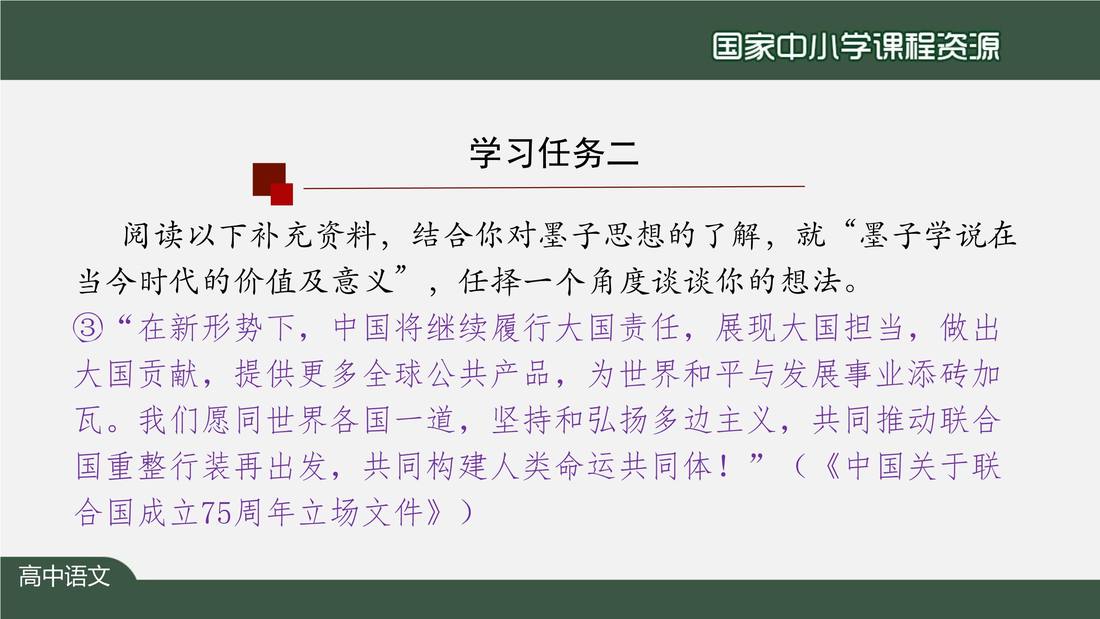 国家中小学课程资源
学习任务二
阅读以下补充资料，结合你对墨子思想的了解，就“墨子学说在
当今时代的价值及意义”，任择一个角度谈谈你的想法。
③“在新形势下，中国将继续履行大国责任，展现大国担当，做出
大国贡献，提供更多全球公共产品，为世界和平与发展事业添砖加
瓦。我们愿同世界各国一道，坚持和弘扬多边主义，共同推动联合
国重整行装再出发，共同构建人类命运共同体！”（《中国关于联
合国成立75周年立场文件》）
高中语文